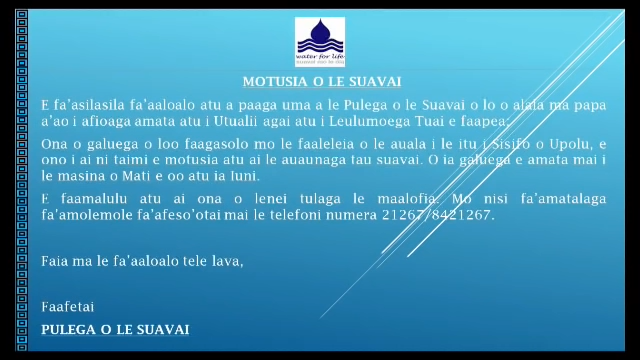 water for life
MOTUSIA O LE SUAVAI
E fa'asilasila fa'aaloalo atu a paaga uma a le Pulega o le Suavai o lo o alala ma papa
a'ao i afioaga amata atu i Utualii agai atu i Leulumoega Tuai e faapea:
Ona o galuega o loo faagasolo mo le faaleleia o le auala i le itu i Sisifo o Upolu, e
ono i ai ni taimi e motusia atu ai le auaunaga tau suavai. O ia galuega e amata mai i
le masina o Mati e oo atu ia Iuni.
E faamalulu atu ai ona o lenei tulaga le maalofia. Mo nisi fa'amatalaga
fa'amolemole fa'afeso'otai mai le telefoni numera 21267/8421267.
Faia ma le fa'aaloalo tele lava,
Faafetai
PULEGA O LE SUAVAI